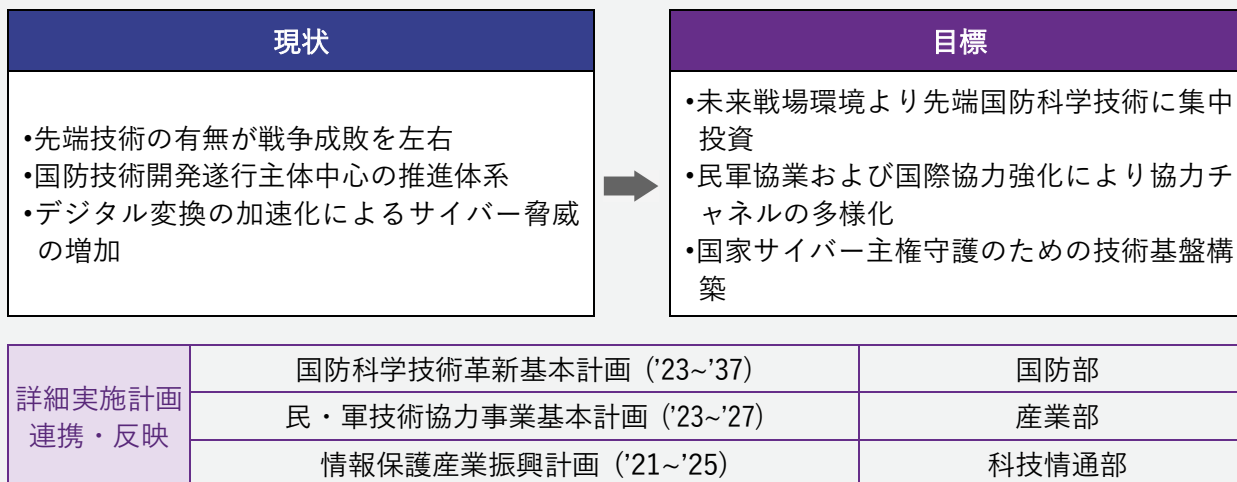 現状
•先端技術の有無が戦争成敗を左右
•国防技術開発遂行主体中心の推進体系
•デジタル変換の加速化によるサイバー脅威
の増加
目標
•未来戦場環境より先端国防科学技術に集中
投資
•民軍協業および国際協力強化により協力チ
ャネルの多様化
•国家サイバー主権守護のための技術基盤構
築
詳細実施計画
連携・反映
国防科学技術革新基本計画 (’23~’37) 国防部
民・軍技術協力事業基本計画 (’23~’27) 産業部
情報保護産業振興計画 (’21~’25) 科技情通部